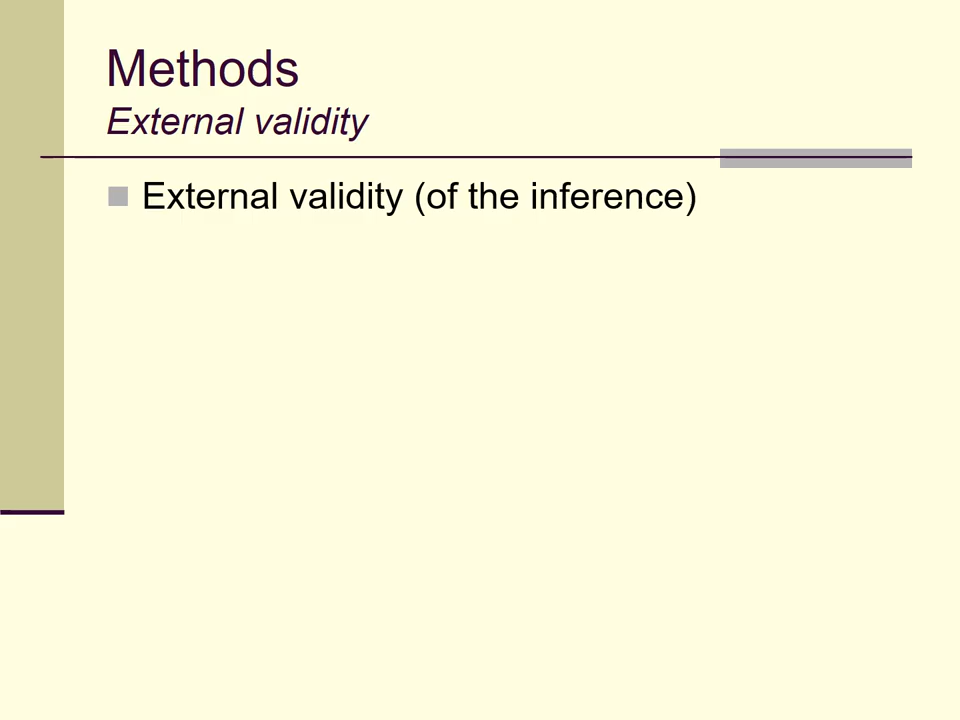 Methods
External validity
External validity (of the inference)